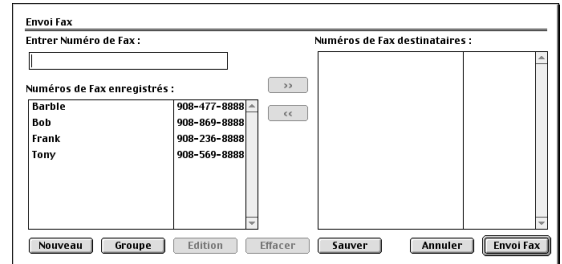 Envoi Fax
Entrer Numéro de Fax :
Numéros de Fax destinataires :
>>
Numéros de Fax enregistrés :
<<
Barble 908-477-8888
Bob 908-869-8888
Frank 908-236-8888
Tony 908-569-8888
Nouveau Groupe Edition Effacer Sauver Annuler Envoi Fax